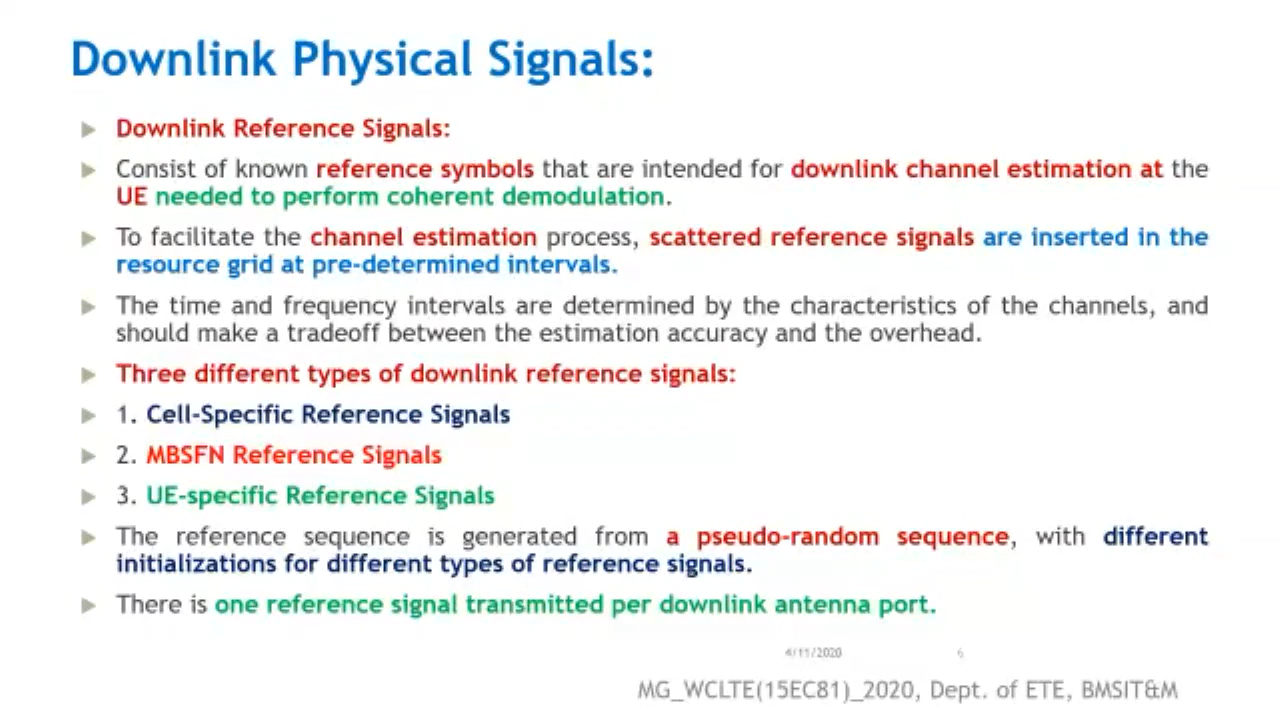 Downlink Physical Signals:
Downlink Reference Signals:
Consist of known reference symbols that are intended for downlink channel estimation at the
UE needed to perform coherent demodulation.
To facilitate the channel estimation process, scattered reference signals are inserted in the
resource grid at pre-determined intervals.
The time and frequency intervals are determined by the characteristics of the channels, and
should make a tradeoff between the estimation accuracy and the overhead.
Three different types of downlink reference signals:
1. Cell-Specific Reference Signals
2. MBSFN Reference Signals
3. UE-specific Reference Signals
The reference sequence is generated from a pseudo-random sequence, with different
initializations for different types of reference signals.
There is one reference signal transmitted per downlink antenna port.
4/11/2020 6
MG_WCLTE(15EC81)_2020, Dept. of ETE, BMSIT&M